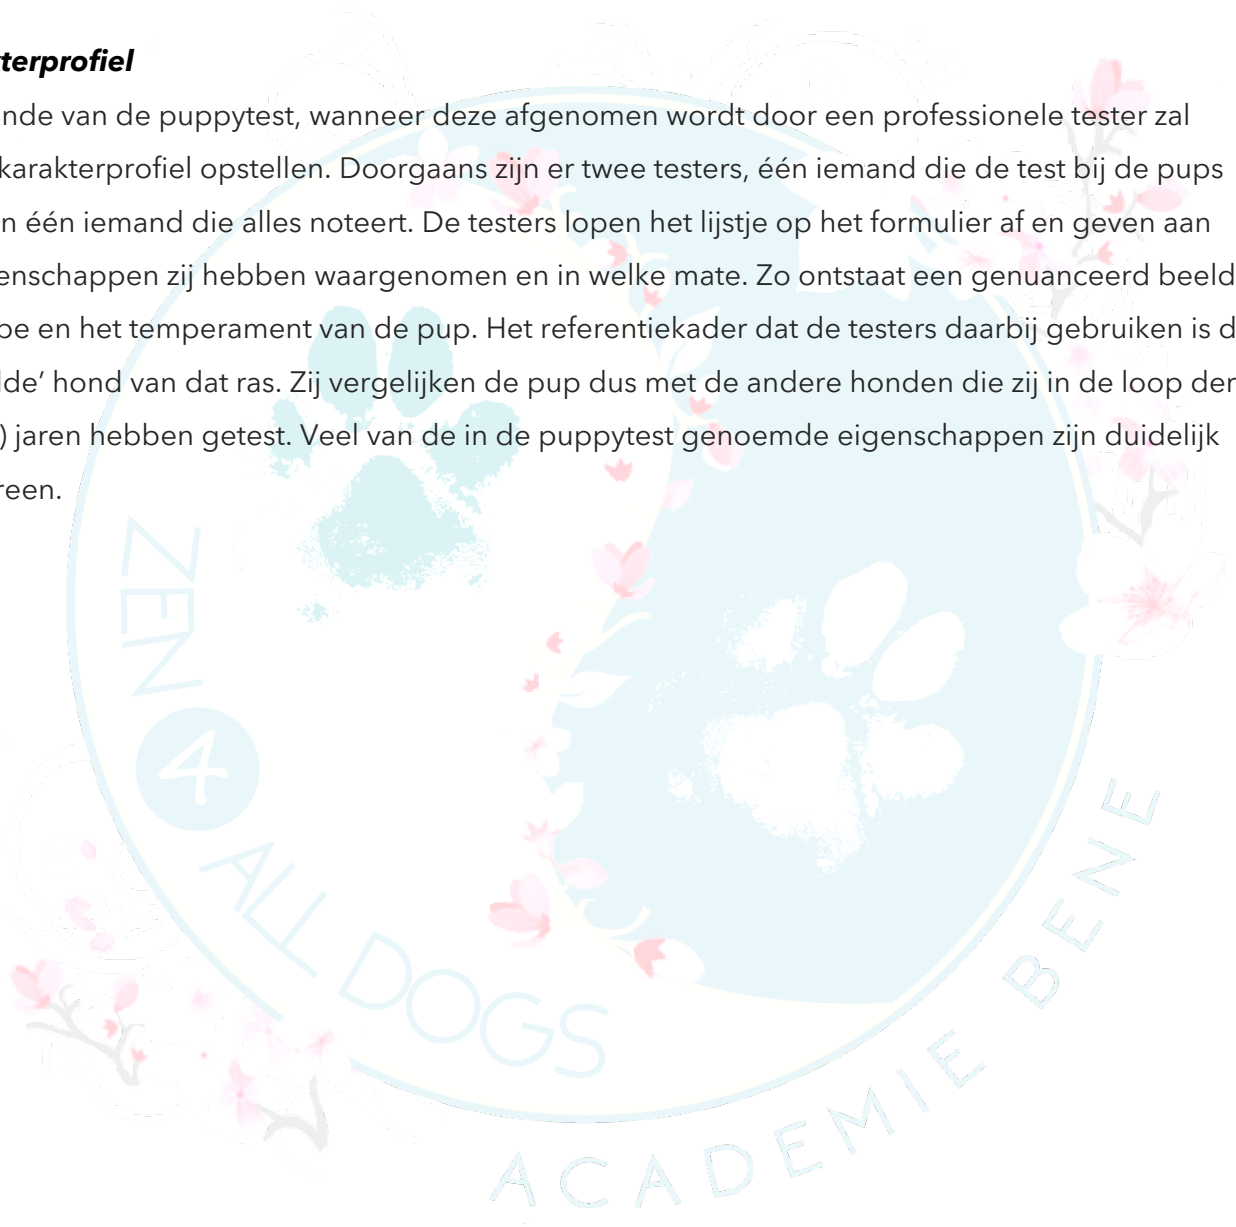 terprofiel
nde van de puppytest, wanneer deze afgenomen wordt door een professionele tester zal
karakterprofiel opstellen. Doorgaans zijn er twee testers, één iemand die de test bij de pups
n één iemand die alles noteert. De testers lopen het lijstje op het formulier af en geven aan
enschappen zij hebben waargenomen en in welke mate. Zo ontstaat een genuanceerd beeld
pe en het temperament van de pup. Het referentiekader dat de testers daarbij gebruiken is d
lde’ hond van dat ras. Zij vergelijken de pup dus met de andere honden die zij in de loop der
) jaren hebben getest. Veel van de in de puppytest genoemde eigenschappen zijn duidelijk
reen.
ZEN 4 ALL DOGS
ACADEMIE BENE